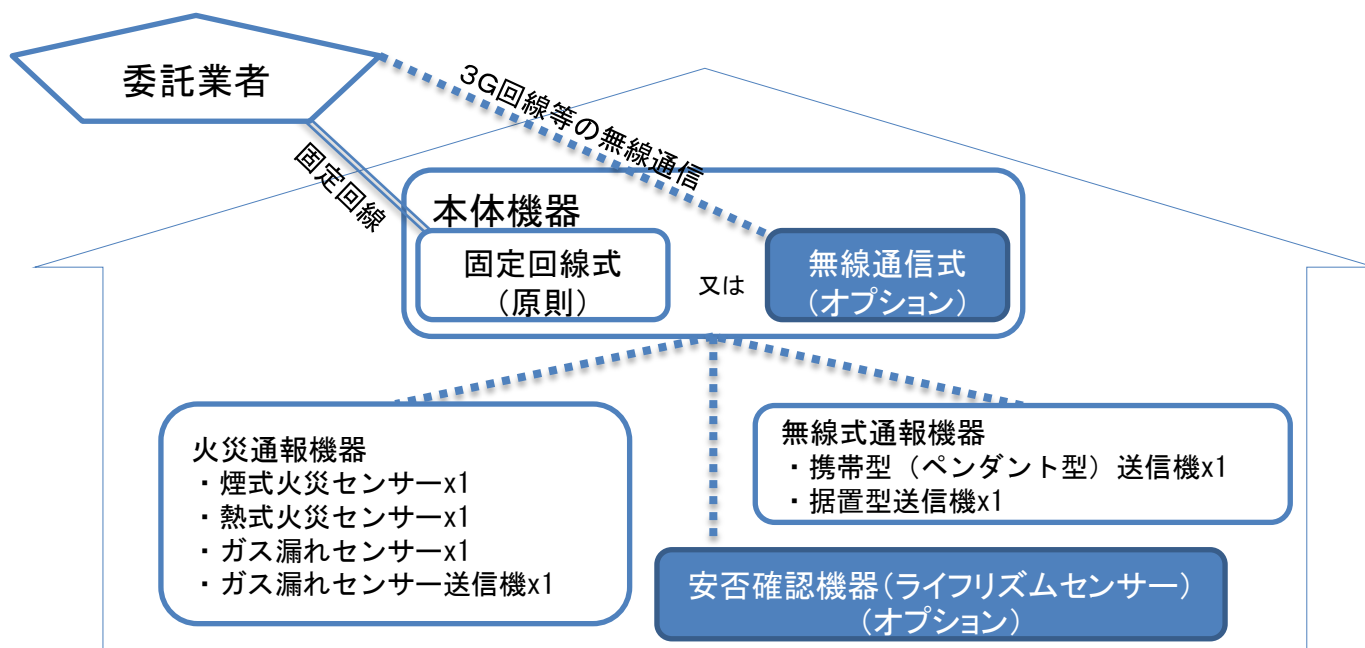 委託業者
3G回線等の無線通信
固定回線
本体機器
固定回線式
（原則）
又は
無線通信式
（オプション）
火災通報機器
・煙式火災センサーx1
・熱式火災センサーx1
・ガス漏れセンサーx1
・ガス漏れセンサー送信機x1
無線式通報機器
・携帯型（ペンダント型）送信機x1
・据置型送信機x1
安否確認機器（ライフリズムセンサー）
（オプション）